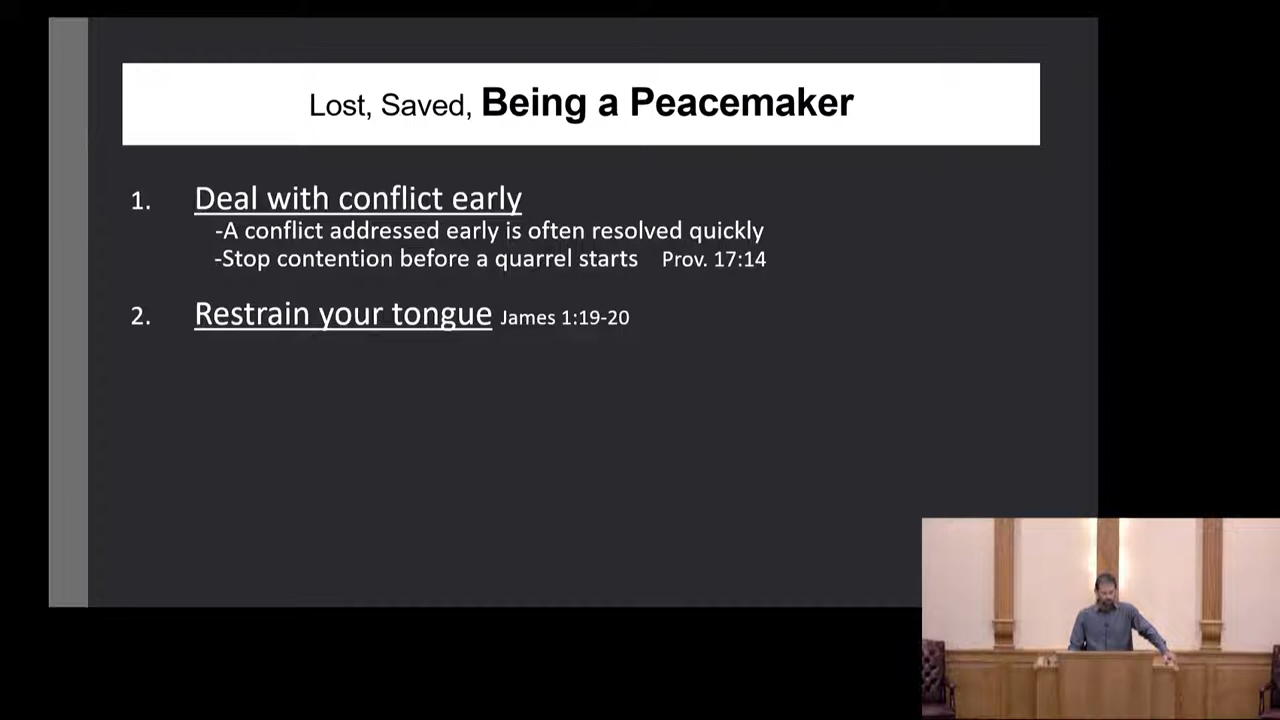 Lost, Saved, Being a Peacemaker
1. Deal with conflict early
-A conflict addressed early is often resolved quickly
-Stop contention before a quarrel starts Prov. 17:14
2. Restrain your tongue James 1:19-20